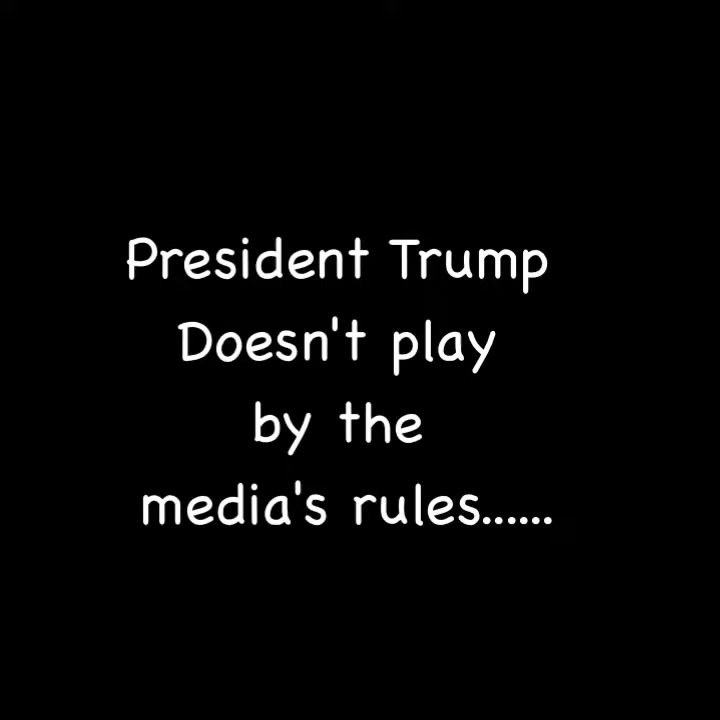 President Trump
Doesn't play
by the
media's rules......